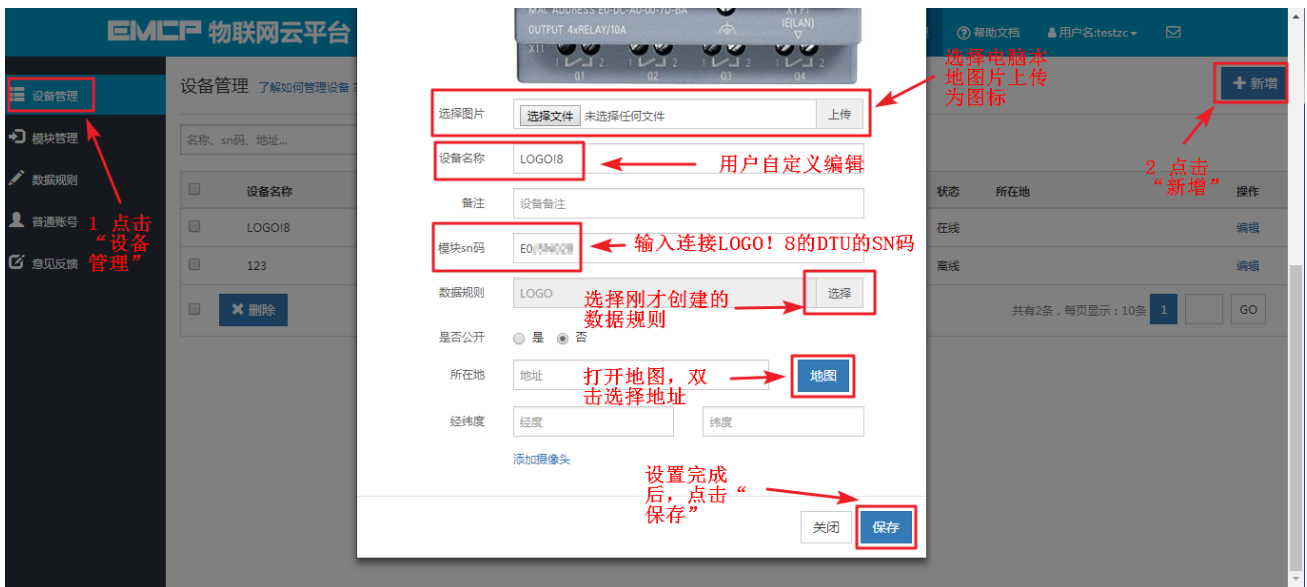 EMCP 物联网云平台
帮助文档
用户名:testzc
设备管理
模块管理
数据规则
普通账号
意见反馈
1 点击
“设备
管理”
设备管理 了解如何管理设备
新增
2 点击
“新增”
名称、sn码、地址...
设备名称
状态
所在地
操作
LOGO!8
在线
编辑
123
离线
编辑
删除
共有2条，每页显示：10条
1
GO
MAC ADDRESS E0-DC-A0-00-7D-BA
X1P1
OUTPUT 4xRELAY/10A
IE(LAN)
X11
1
2
1
2
1
2
1
2
Q1
Q2
Q3
Q4
选择图片
选择文件 未选择任何文件
上传
选择电脑本
地图片上传
为图标
设备名称
LOGO!8
用户自定义编辑
备注
设备备注
模块sn码
E0
输入连接LOGO！8的DTU的SN码
数据规则
LOGO
选择
选择刚才创建的
数据规则
是否公开
是
否
所在地
地址
地图
打开地图，双
击选择地址
经纬度
经度
纬度
添加摄像头
设置完成
后，点击“
保存”
关闭
保存